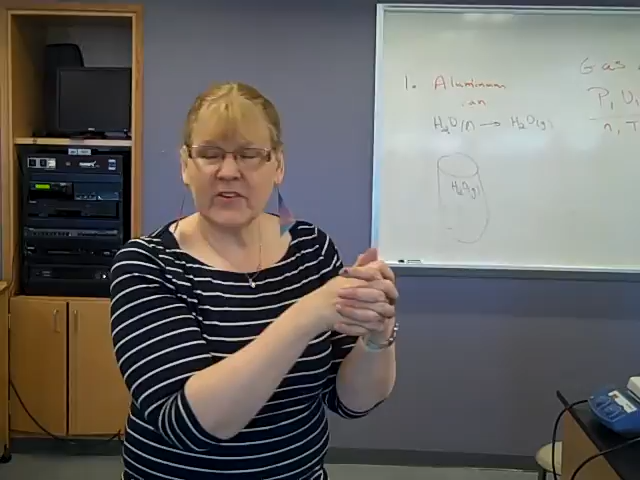 1. Aluminum
can
H₂O(l) → H₂O(g)
H₂O(g)
Gas
P, V,
n, T